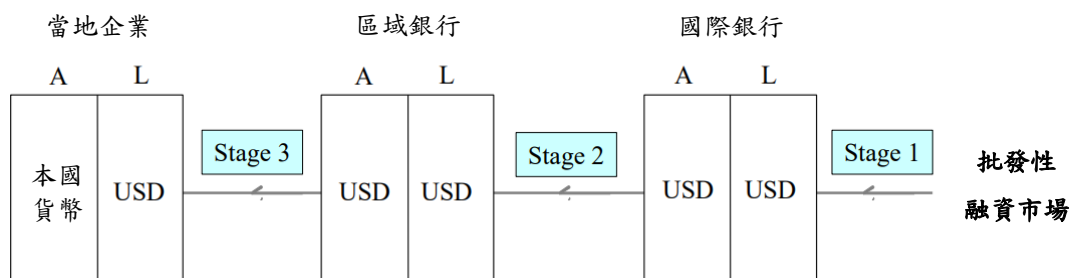 當地企業 區域銀行 國際銀行
A L A L A L
Stage 3 Stage 2 Stage 1
本國
貨幣
USD USD USD USD USD
批發性
融資市場